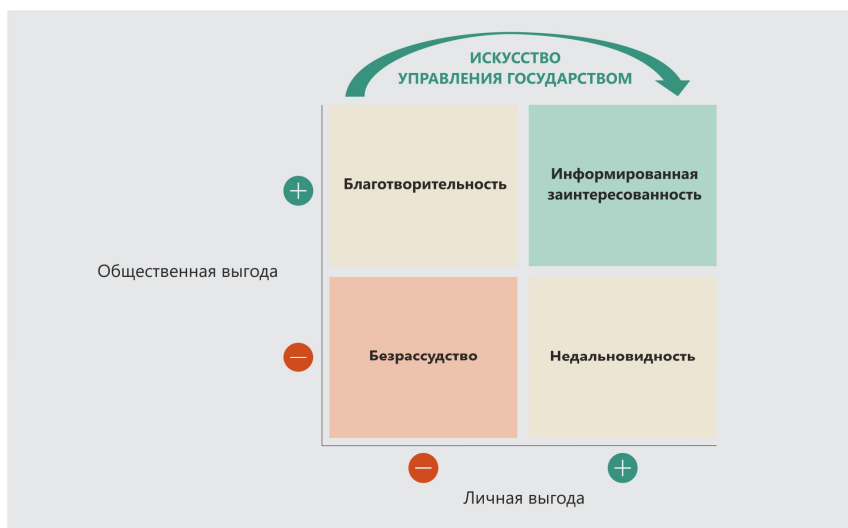 ИСКУССТВО
УПРАВЛЕНИЯ ГОСУДАРСТВОМ
Благотворительность
Информированная
заинтересованность
Общественная выгода
Безрассудство
Недальновидность
Личная выгода